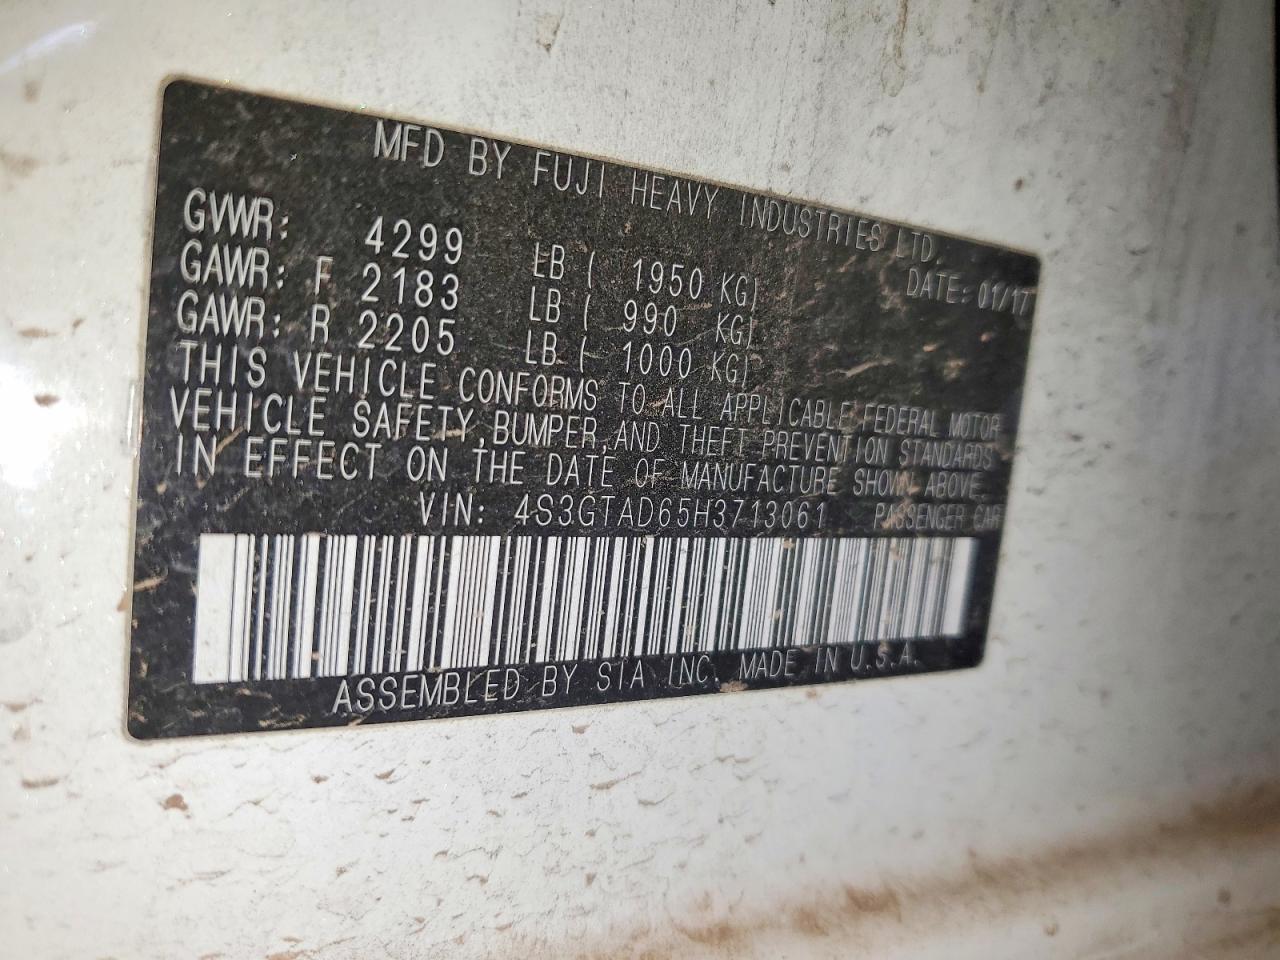 MFD BY FUJI HEAVY INDUSTRIES LTD.
DATE: 01/17
GVWR: 4299 LB ( 1950 KG)
GAWR: F 2183 LB ( 990 KG)
GAWR: R 2205 LB ( 1000 KG)
THIS VEHICLE CONFORMS TO ALL APPLICABLE FEDERAL MOTOR
VEHICLE SAFETY, BUMPER, AND THEFT PREVENTION STANDARDS
IN EFFECT ON THE DATE OF MANUFACTURE SHOWN ABOVE.
VIN: 4S3GTAD65H3713061 PASSENGER CAR
ASSEMBLED BY SIA INC. MADE IN U.S.A.